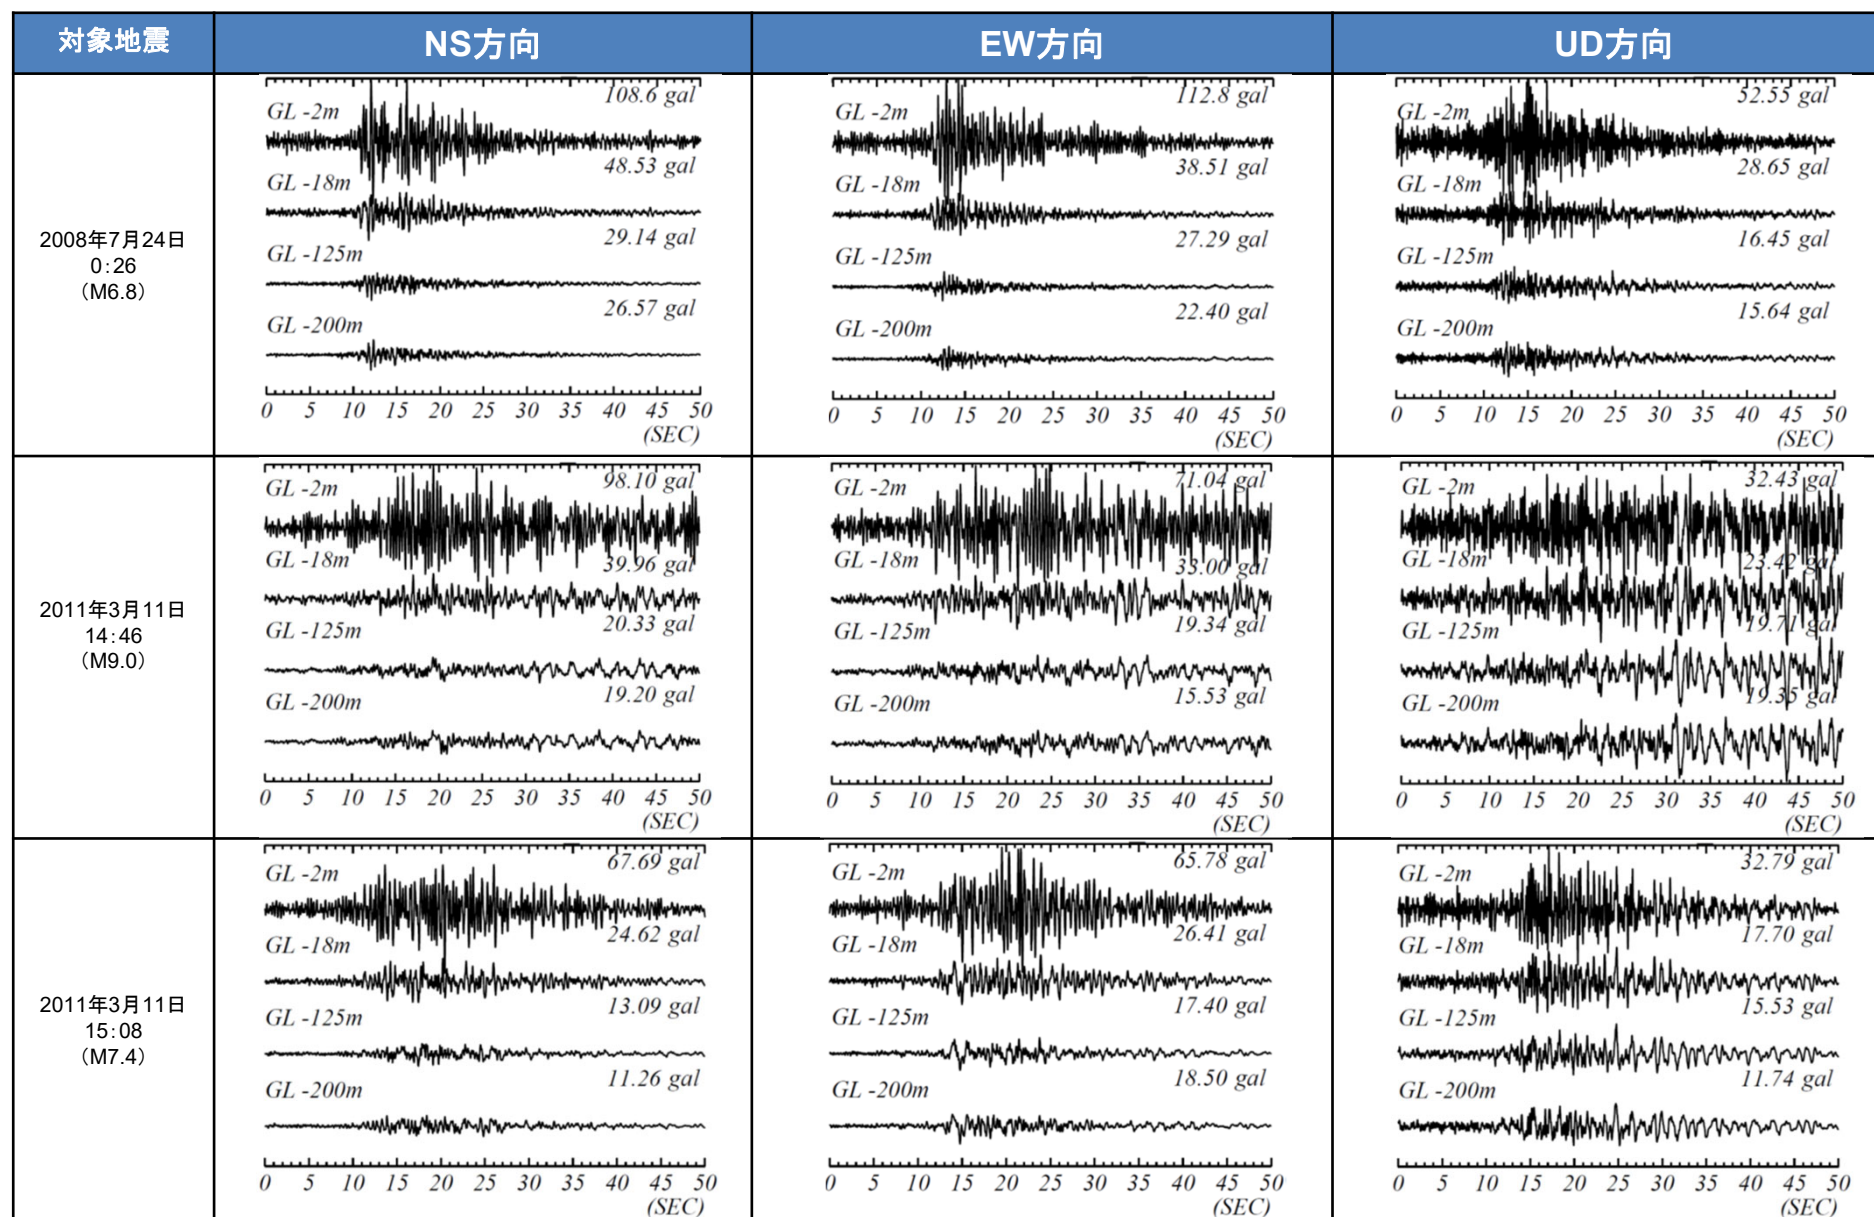 対象地震
NS方向
EW方向
UD方向
2008年7月24日
0:26
（M6.8）
GL -2m
108.6 gal
GL -18m
48.53 gal
GL -125m
29.14 gal
GL -200m
26.57 gal
0 5 10 15 20 25 30 35 40 45 50
(SEC)
GL -2m
112.8 gal
GL -18m
38.51 gal
GL -125m
27.29 gal
GL -200m
22.40 gal
0 5 10 15 20 25 30 35 40 45 50
(SEC)
GL -2m
52.55 gal
GL -18m
28.65 gal
GL -125m
16.45 gal
GL -200m
15.64 gal
0 5 10 15 20 25 30 35 40 45 50
(SEC)
2011年3月11日
14:46
（M9.0）
GL -2m
98.10 gal
GL -18m
39.96 gal
GL -125m
20.33 gal
GL -200m
19.20 gal
0 5 10 15 20 25 30 35 40 45 50
(SEC)
GL -2m
71.04 gal
GL -18m
33.00 gal
GL -125m
19.34 gal
GL -200m
15.53 gal
0 5 10 15 20 25 30 35 40 45 50
(SEC)
GL -2m
32.43 gal
GL -18m
23.42 gal
GL -125m
19.71 gal
GL -200m
19.35 gal
0 5 10 15 20 25 30 35 40 45 50
(SEC)
2011年3月11日
15:08
（M7.4）
GL -2m
67.69 gal
GL -18m
24.62 gal
GL -125m
13.09 gal
GL -200m
11.26 gal
0 5 10 15 20 25 30 35 40 45 50
(SEC)
GL -2m
65.78 gal
GL -18m
26.41 gal
GL -125m
17.40 gal
GL -200m
18.50 gal
0 5 10 15 20 25 30 35 40 45 50
(SEC)
GL -2m
32.79 gal
GL -18m
17.70 gal
GL -125m
15.53 gal
GL -200m
11.74 gal
0 5 10 15 20 25 30 35 40 45 50
(SEC)